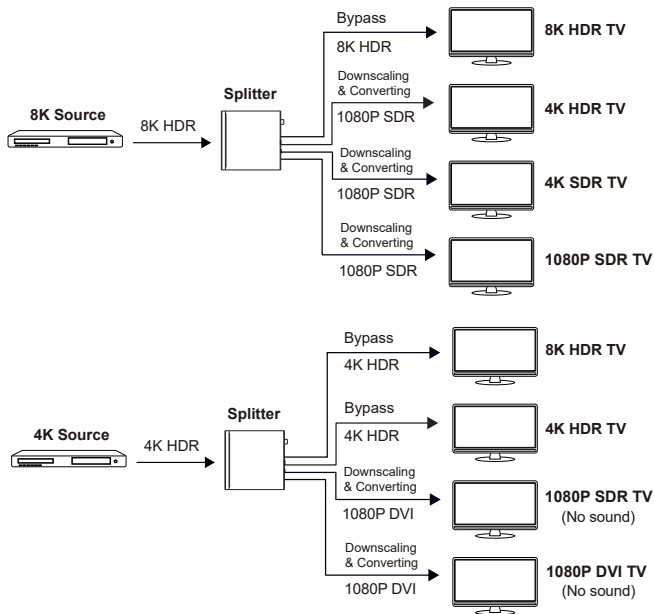 Bypass
8K HDR
8K HDR TV
8K Source
8K HDR
Splitter
Downscaling
& Converting
1080P SDR
4K HDR TV
Downscaling
& Converting
1080P SDR
4K SDR TV
Downscaling
& Converting
1080P SDR
1080P SDR TV
Bypass
4K HDR
8K HDR TV
4K Source
4K HDR
Splitter
Bypass
4K HDR
4K HDR TV
Downscaling
& Converting
1080P DVI
1080P SDR TV
(No sound)
Downscaling
& Converting
1080P DVI
1080P DVI TV
(No sound)